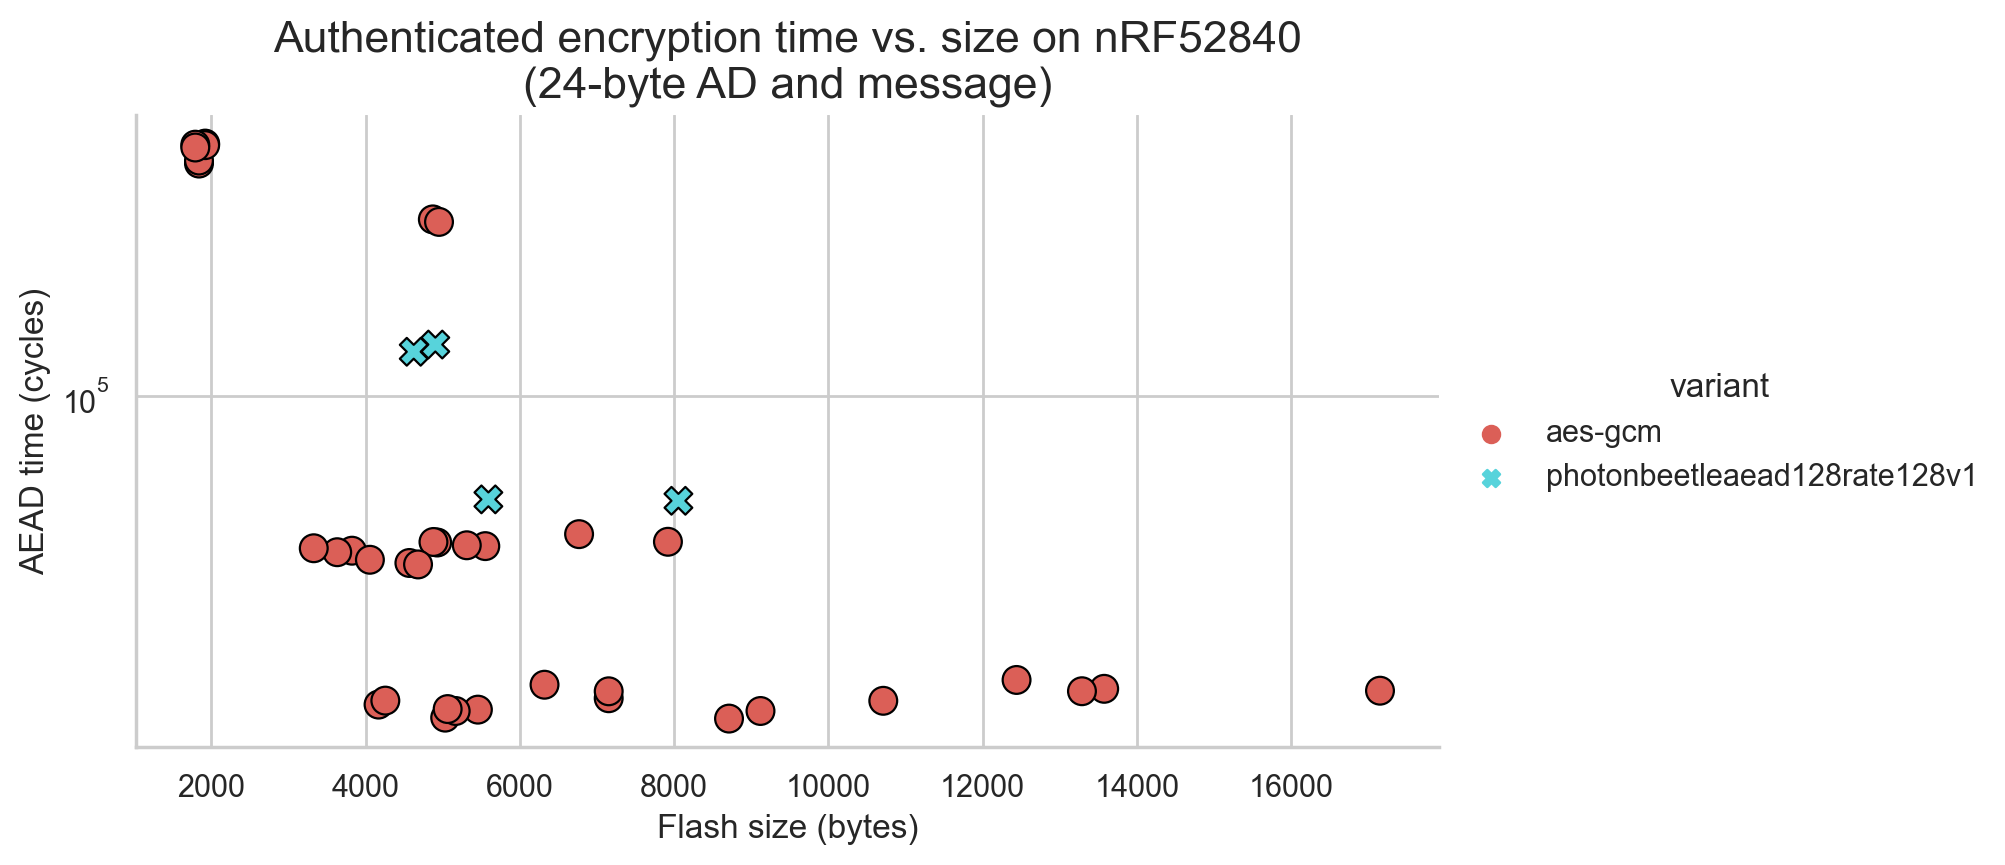 Authenticated encryption time vs. size on nRF52840
(24-byte AD and message)
AEAD time (cycles)
10^5
2000 4000 6000 8000 10000 12000 14000 16000
Flash size (bytes)
variant
aes-gcm
photonbeetleaead128rate128v1